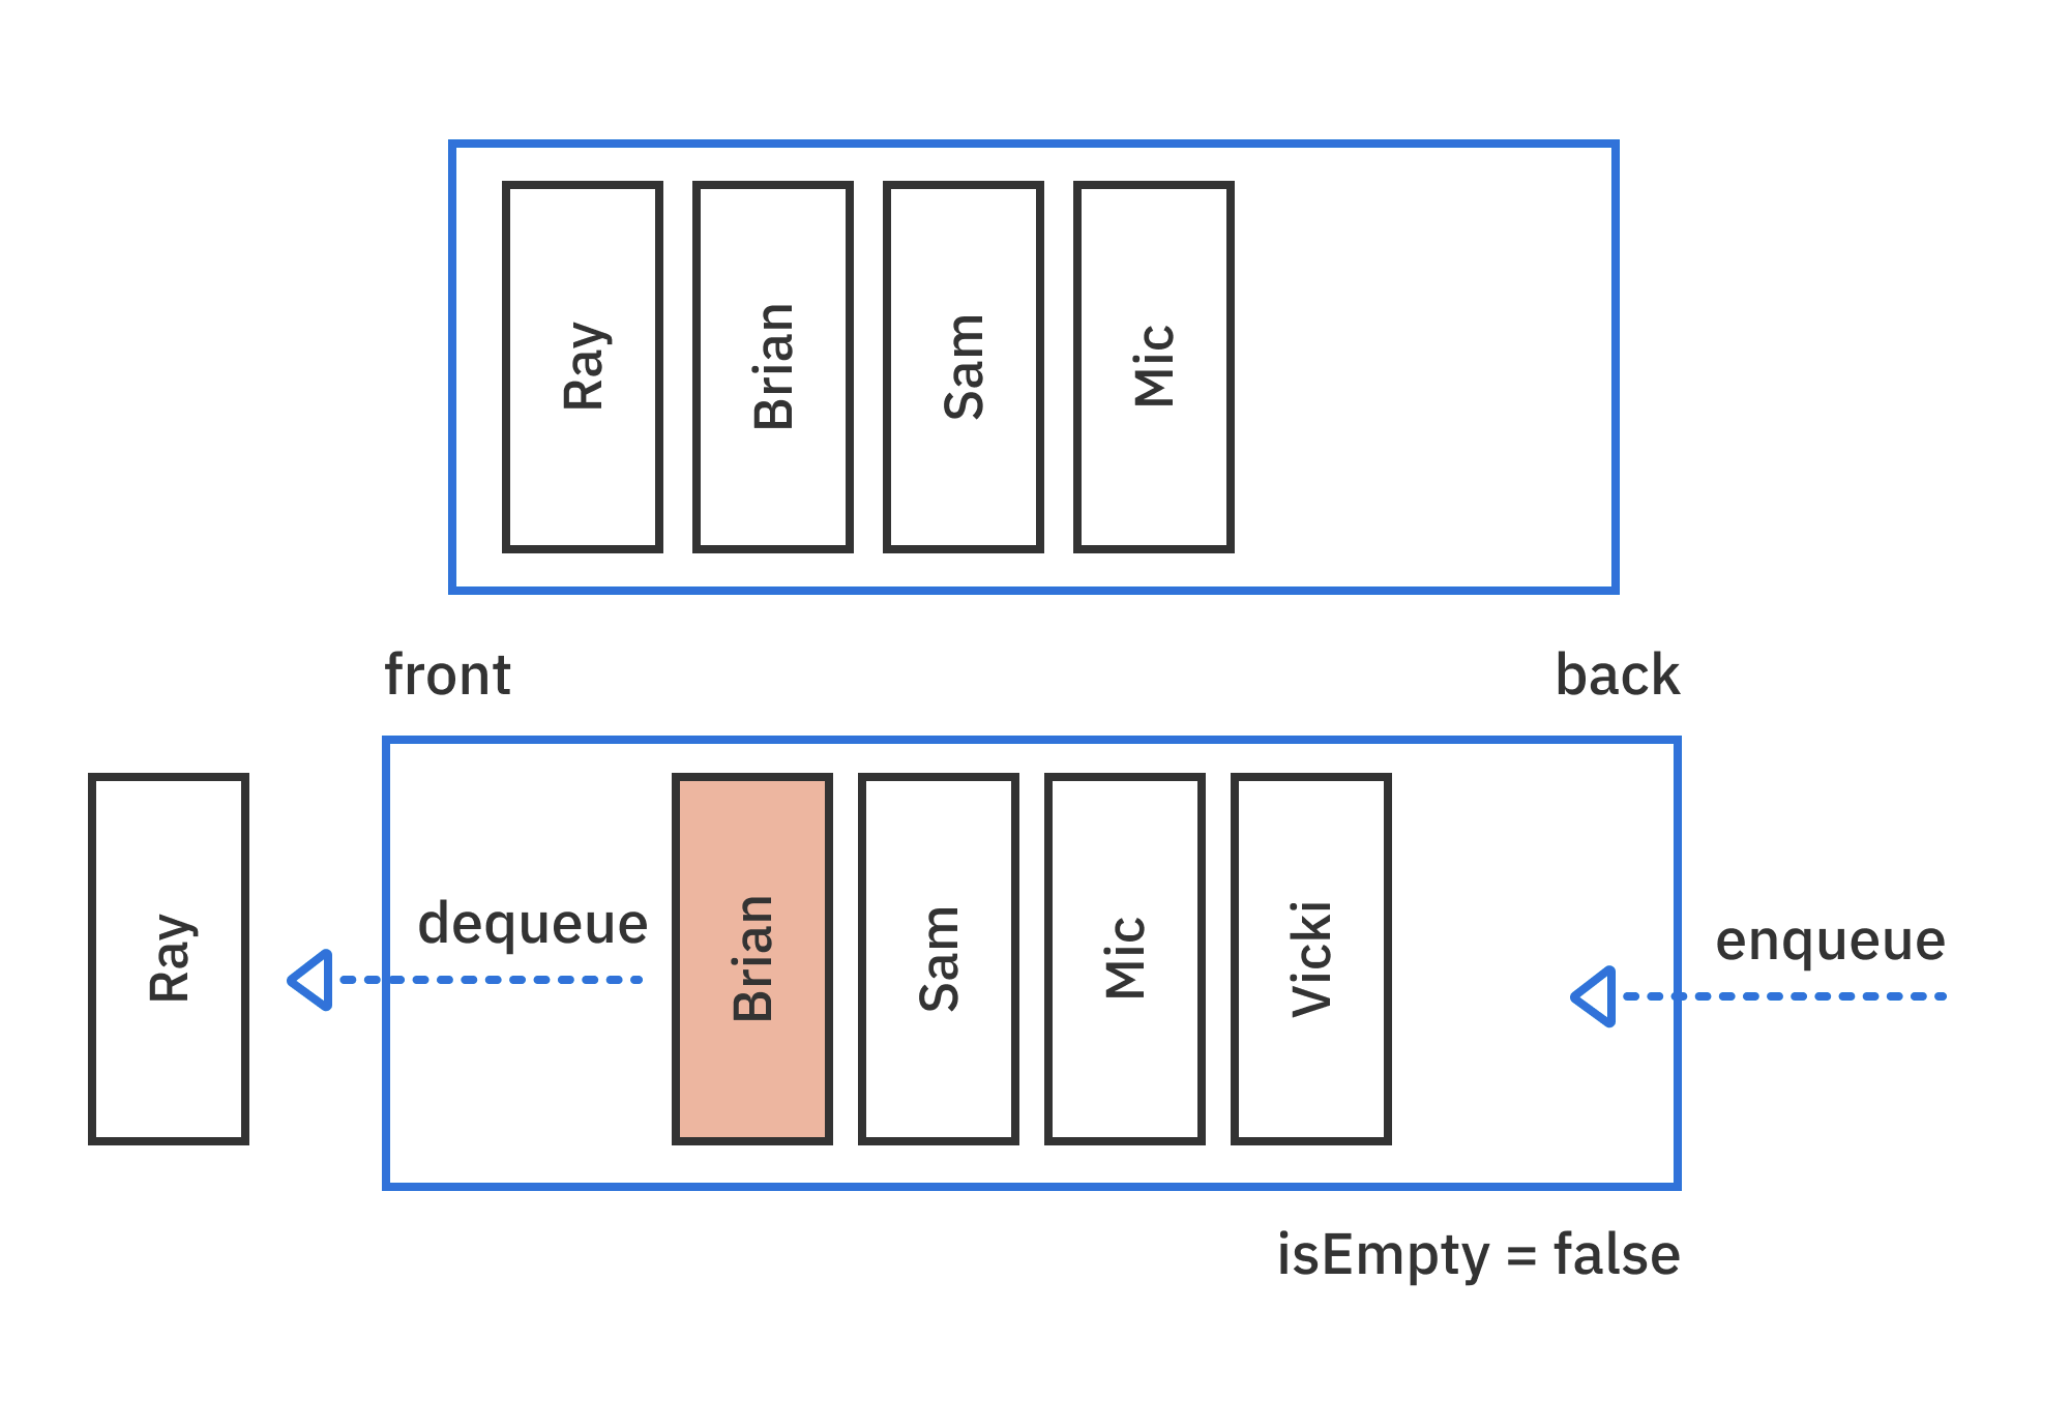 Ray
Brian
Sam
Mic
front
back
Ray
dequeue
Brian
Sam
Mic
Vicki
enqueue
isEmpty = false